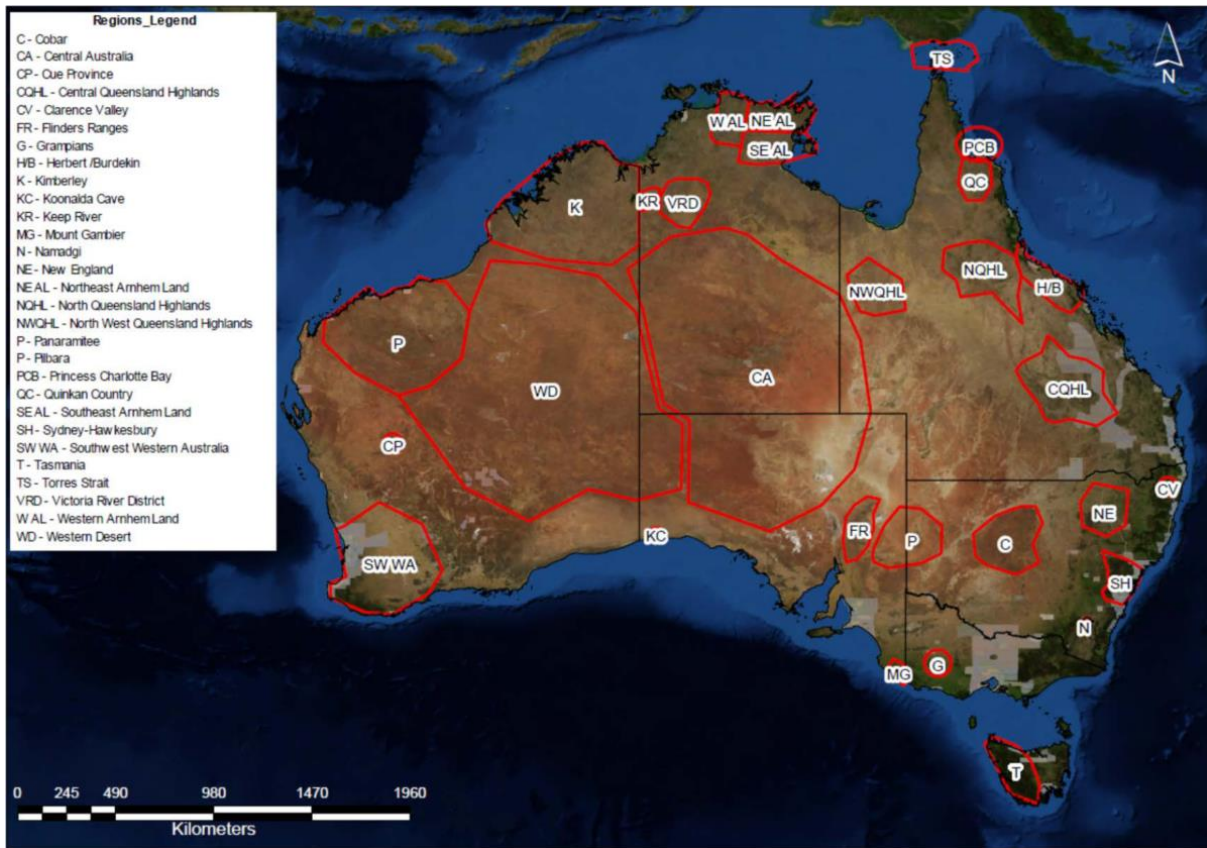 Regions_Legend
C - Cobar
CA - Central Australia
CP - Cue Province
CQHL - Central Queensland Highlands
CV - Clarence Valley
FR - Flinders Ranges
G - Grampians
H/B - Herbert /Burdekin
K - Kimberley
KC - Koonalda Cave
KR - Keep River
MG - Mount Gambier
N - Namadgi
NE - New England
NE AL - Northeast Arnhem Land
NQHL - North Queensland Highlands
NWQHL - North West Queensland Highlands
P - Panaramitee
P - Pilbara
PCB - Princess Charlotte Bay
QC - Quinkan Country
SE AL - Southeast Arnhem Land
SH - Sydney-Hawkesbury
SW WA - Southwest Western Australia
T - Tasmania
TS - Torres Strait
VRD - Victoria River District
W AL - Western Arnhem Land
WD - Western Desert
TS
N
W AL
NE AL
SE AL
PCB
QC
K
KR
VRD
NQHL
H/B
NWQHL
P
WD
CA
CQHL
CP
CV
NE
FR
P
C
KC
SW WA
SH
N
MG
G
T
0 245 490 980 1470 1960
Kilometers